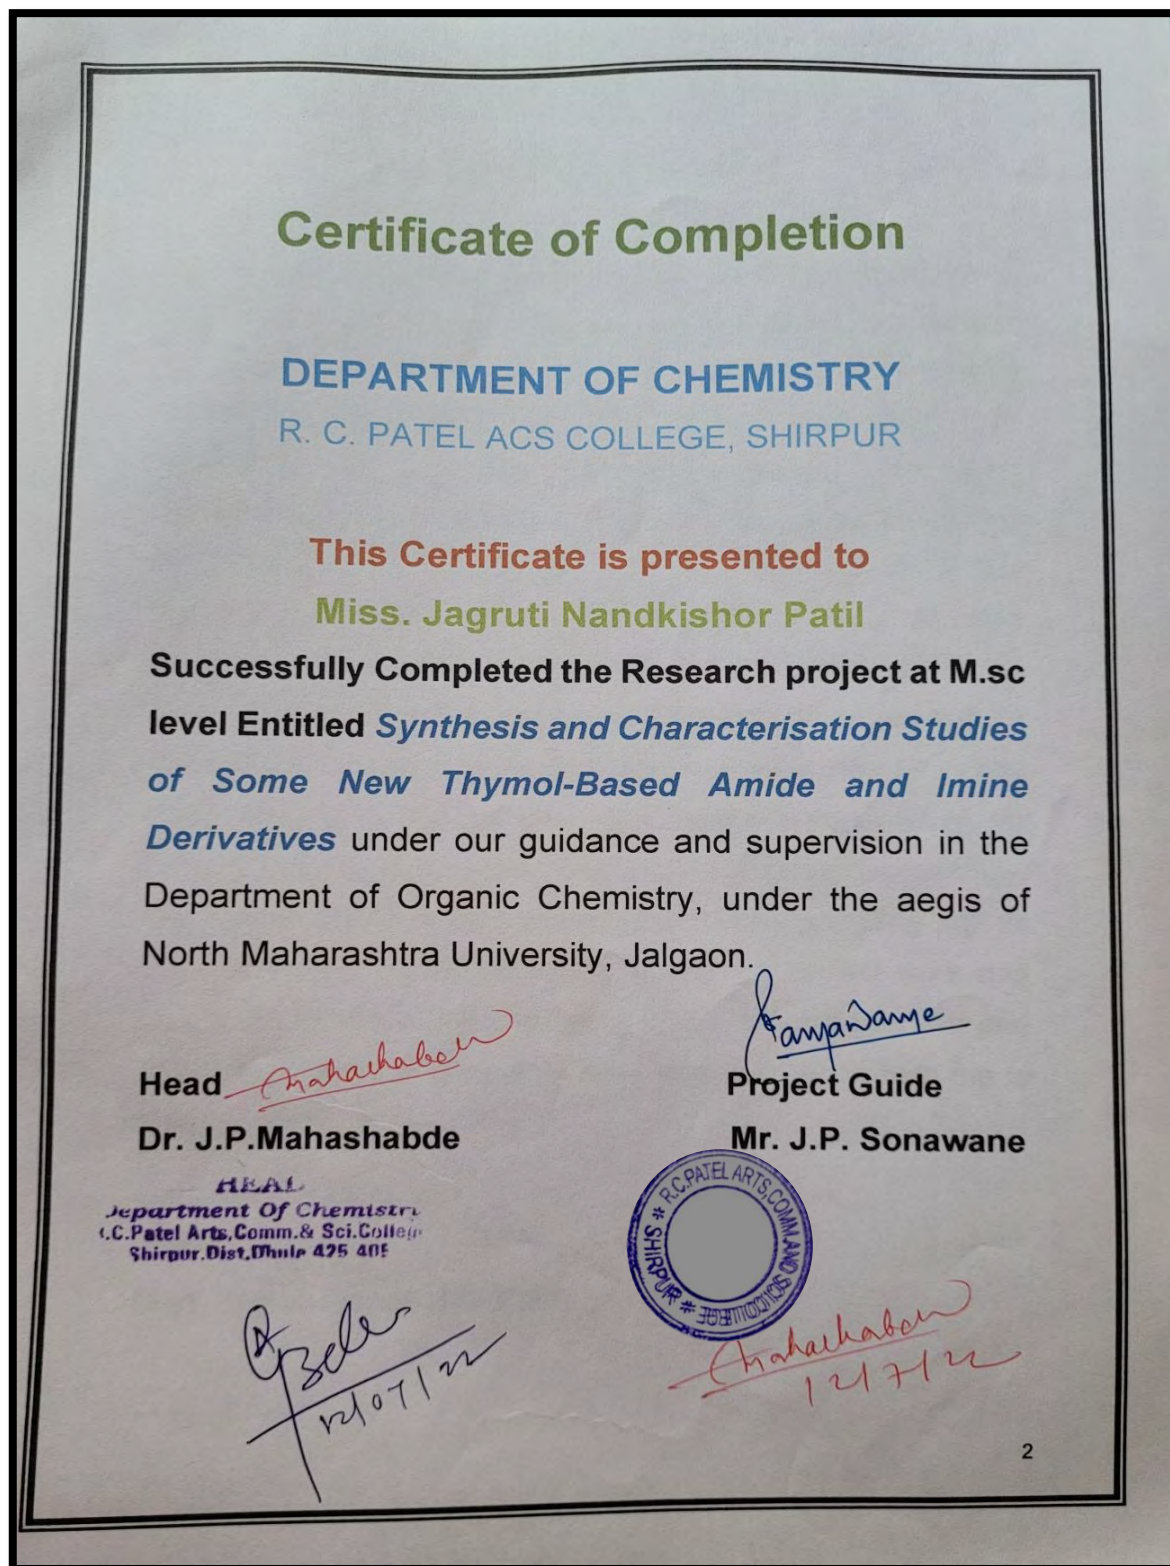 Certificate of Completion
DEPARTMENT OF CHEMISTRY
R. C. PATEL ACS COLLEGE, SHIRPUR
This Certificate is presented to
Miss. Jagruti Nandkishor Patil
Successfully Completed the Research project at M.sc
level Entitled Synthesis and Characterisation Studies
of Some New Thymol-Based Amide and Imine
Derivatives under our guidance and supervision in the
Department of Organic Chemistry, under the aegis of
North Maharashtra University, Jalgaon.
Head
Project Guide
Dr. J.P.Mahashabde
Mr. J.P. Sonawane
Department Of Chemistry
.C.Patel Arts,Comm.& Sci.College
Shirpur.Dist.Dhule 425 405
R.C.PATEL ARTS,COMM.AND
* SHIRPUR *
12/07/22
12/7/22
2